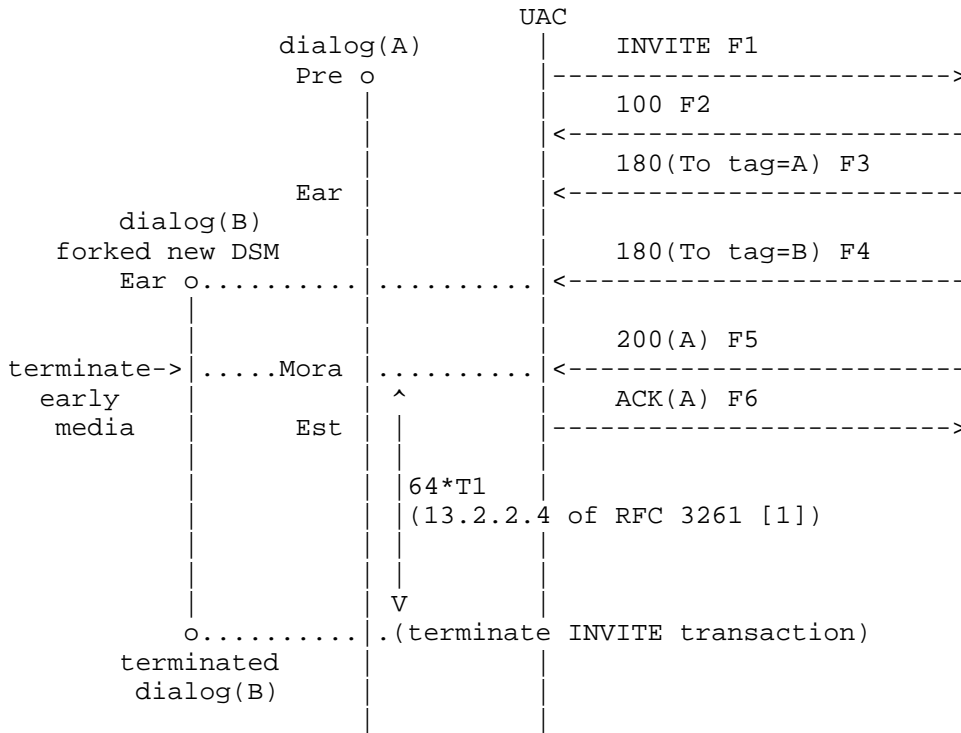 UAC
dialog(A) INVITE F1
Pre o
100 F2
180(To tag=A) F3
Ear
dialog(B)
forked new DSM 180(To tag=B) F4
Ear o
200(A) F5
terminate-> Mora
early ACK(A) F6
media Est
64*T1
(13.2.2.4 of RFC 3261 [1])
V
o (terminate INVITE transaction)
terminated
dialog(B)